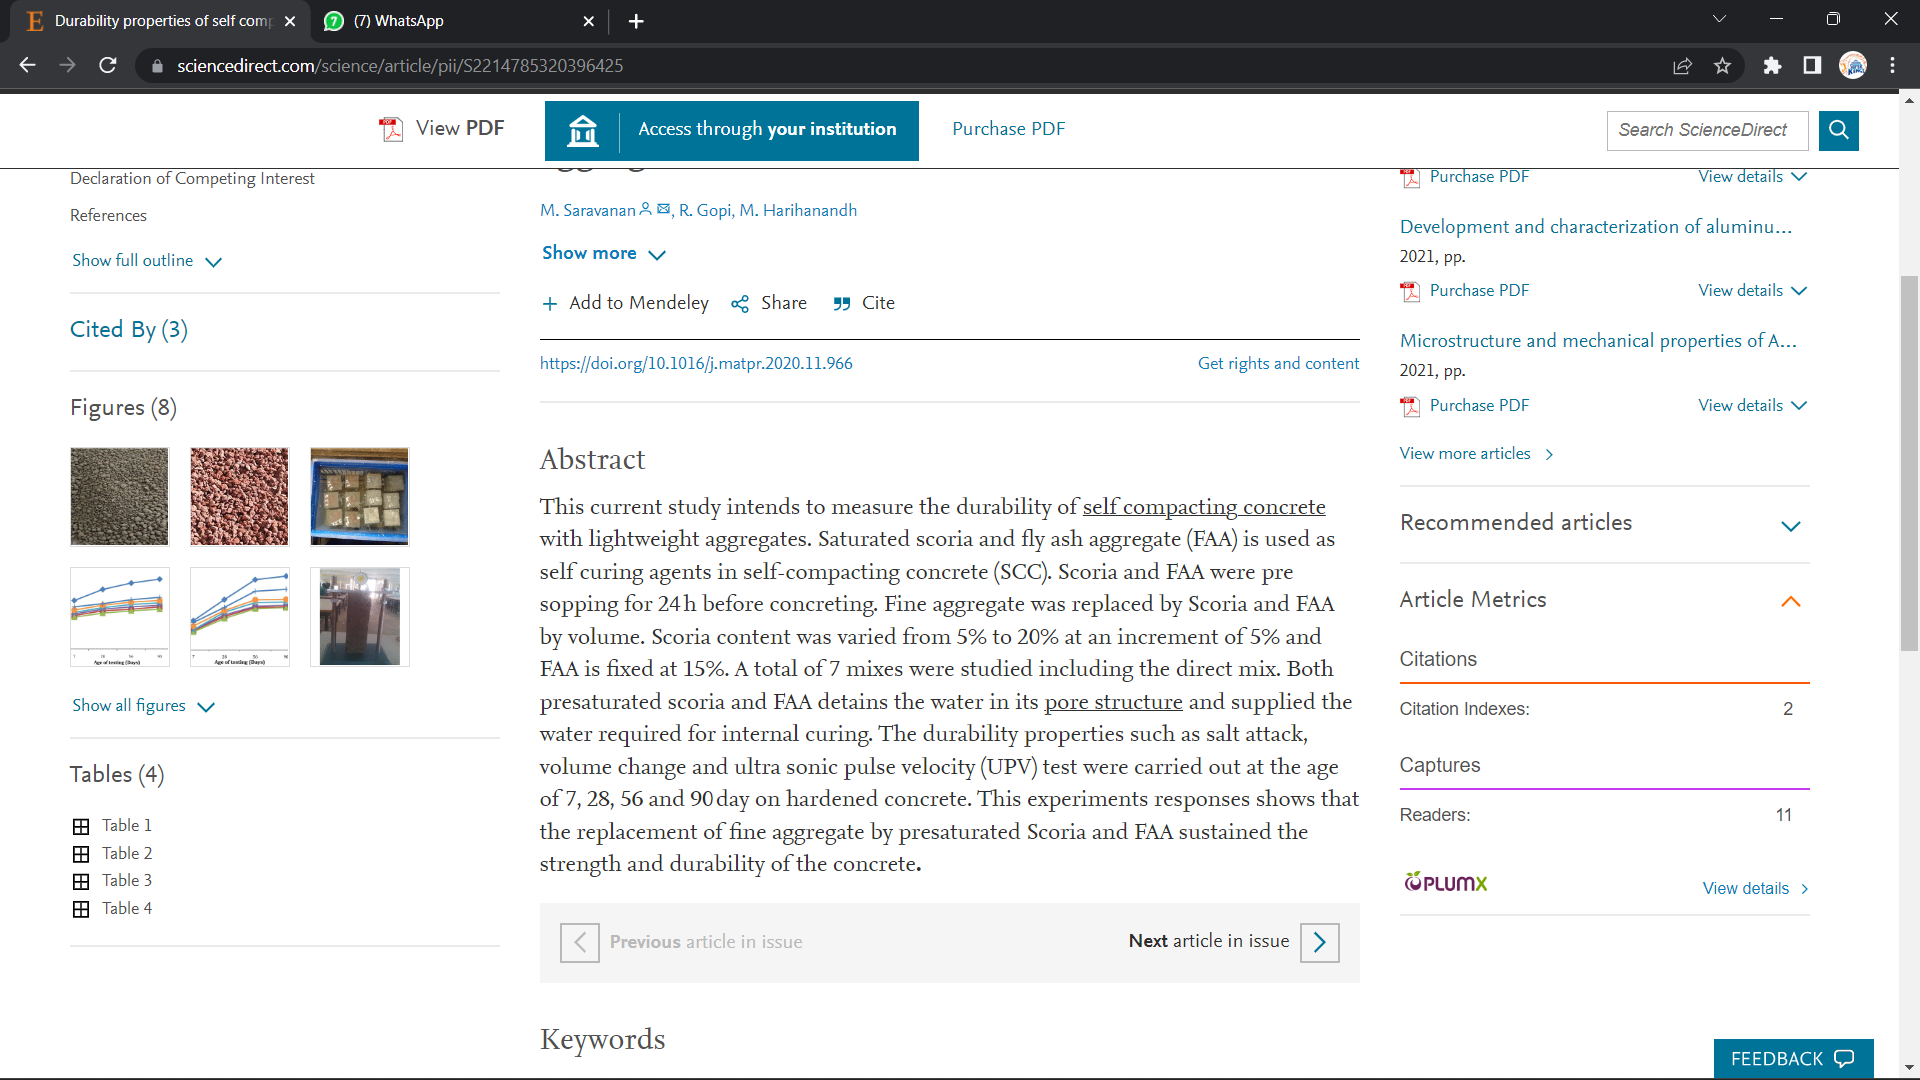 Durability properties of self comp
(7) WhatsApp
sciencedirect.com/science/article/pii/S2214785320396425
View PDF
Access through your institution
Purchase PDF
Search ScienceDirect
Declaration of Competing Interest
References
Show full outline
Cited By (3)
Figures (8)
Age of testing (Days)
Age of testing (Days)
Show all figures
Tables (4)
Table 1
Table 2
Table 3
Table 4
M. Saravanan, R. Gopi, M. Harihanandh
Show more
Add to Mendeley
Share
Cite
https://doi.org/10.1016/j.matpr.2020.11.966
Get rights and content
Abstract
This current study intends to measure the durability of self compacting concrete
with lightweight aggregates. Saturated scoria and fly ash aggregate (FAA) is used as
self curing agents in self-compacting concrete (SCC). Scoria and FAA were pre
sopping for 24 h before concreting. Fine aggregate was replaced by Scoria and FAA
by volume. Scoria content was varied from 5% to 20% at an increment of 5% and
FAA is fixed at 15%. A total of 7 mixes were studied including the direct mix. Both
presaturated scoria and FAA detains the water in its pore structure and supplied the
water required for internal curing. The durability properties such as salt attack,
volume change and ultra sonic pulse velocity (UPV) test were carried out at the age
of 7, 28, 56 and 90 day on hardened concrete. This experiments responses shows that
the replacement of fine aggregate by presaturated Scoria and FAA sustained the
strength and durability of the concrete.
Previous article in issue
Next article in issue
Keywords
Purchase PDF
View details
Development and characterization of aluminu...
2021, pp.
Purchase PDF
View details
Microstructure and mechanical properties of A...
2021, pp.
Purchase PDF
View details
View more articles
Recommended articles
Article Metrics
Citations
Citation Indexes: 2
Captures
Readers: 11
PLUMX
View details
FEEDBACK